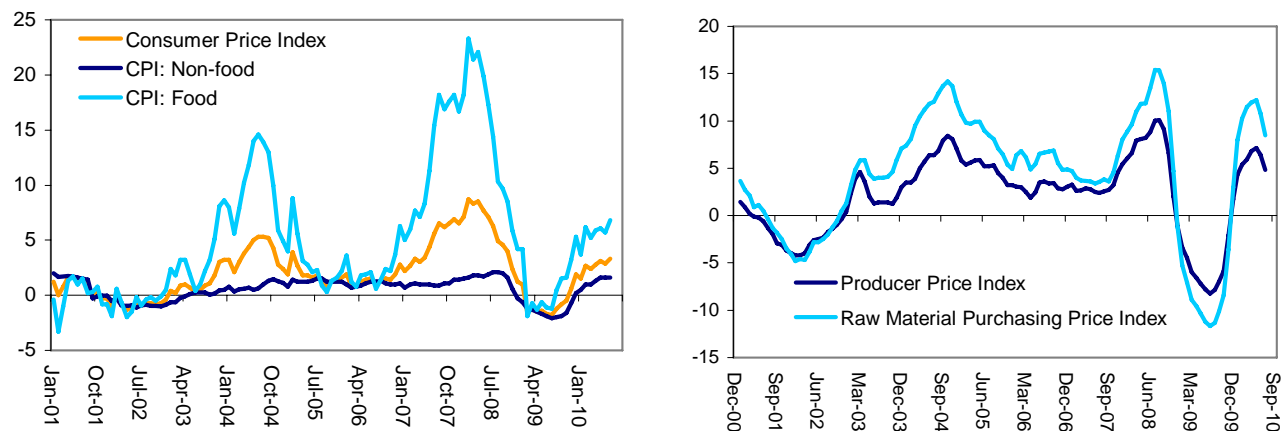 25
20
15
10
5
0
-5
Consumer Price Index
CPI: Non-food
CPI: Food
Jan-01
Oct-01
Jul-02
Apr-03
Jan-04
Oct-04
Jul-05
Apr-06
Jan-07
Oct-07
Jul-08
Apr-09
Jan-10
20
15
10
5
0
-5
-10
-15
Producer Price Index
Raw Material Purchasing Price Index
Dec-00
Sep-01
Jun-02
Mar-03
Dec-03
Sep-04
Jun-05
Mar-06
Dec-06
Sep-07
Jun-08
Mar-09
Dec-09
Sep-10